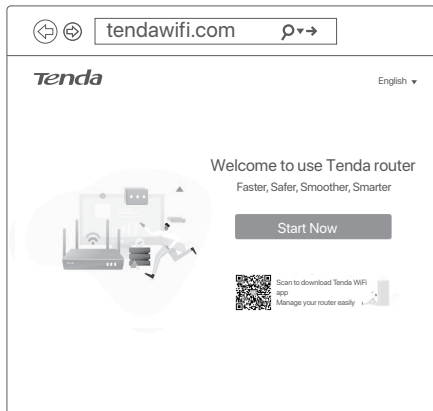 tendawifi.com
Tenda
English
Welcome to use Tenda router
Faster, Safer, Smoother, Smarter
Start Now
Scan to download Tenda WiFi
app
Manage your router easily